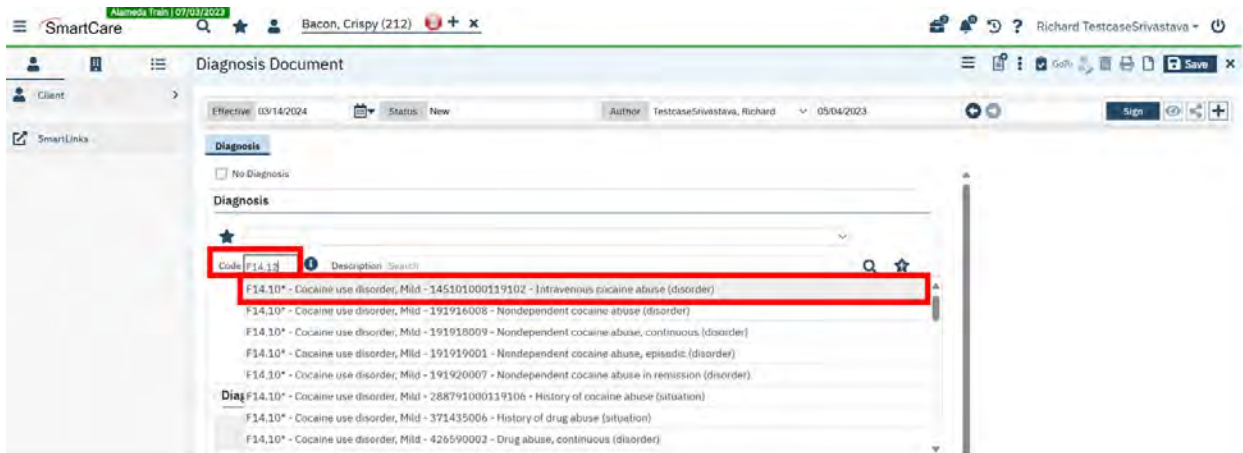 Alameda Train | 07/03/2023
SmartCare
Bacon, Crispy (212)
Richard TestcaseSrivastava
Diagnosis Document
Save
Client
SmartLinks
Effective 03/14/2024 Status New Author TestcaseSrivastava, Richard 05/04/2023
Sign
Diagnosis
No Diagnosis
Diagnosis
Code F14.12 Description Search
F14.10* - Cocaine use disorder, Mild - 145101000119102 - Intravenous cocaine abuse (disorder)
F14.10* - Cocaine use disorder, Mild - 191916008 - Nondependent cocaine abuse (disorder)
F14.10* - Cocaine use disorder, Mild - 191918009 - Nondependent cocaine abuse, continuous (disorder)
F14.10* - Cocaine use disorder, Mild - 191919001 - Nondependent cocaine abuse, episodic (disorder)
F14.10* - Cocaine use disorder, Mild - 191920007 - Nondependent cocaine abuse in remission (disorder)
Diag F14.10* - Cocaine use disorder, Mild - 288791000119106 - History of cocaine abuse (situation)
F14.10* - Cocaine use disorder, Mild - 371435006 - History of drug abuse (situation)
F14.10* - Cocaine use disorder, Mild - 426590003 - Drug abuse, continuous (disorder)